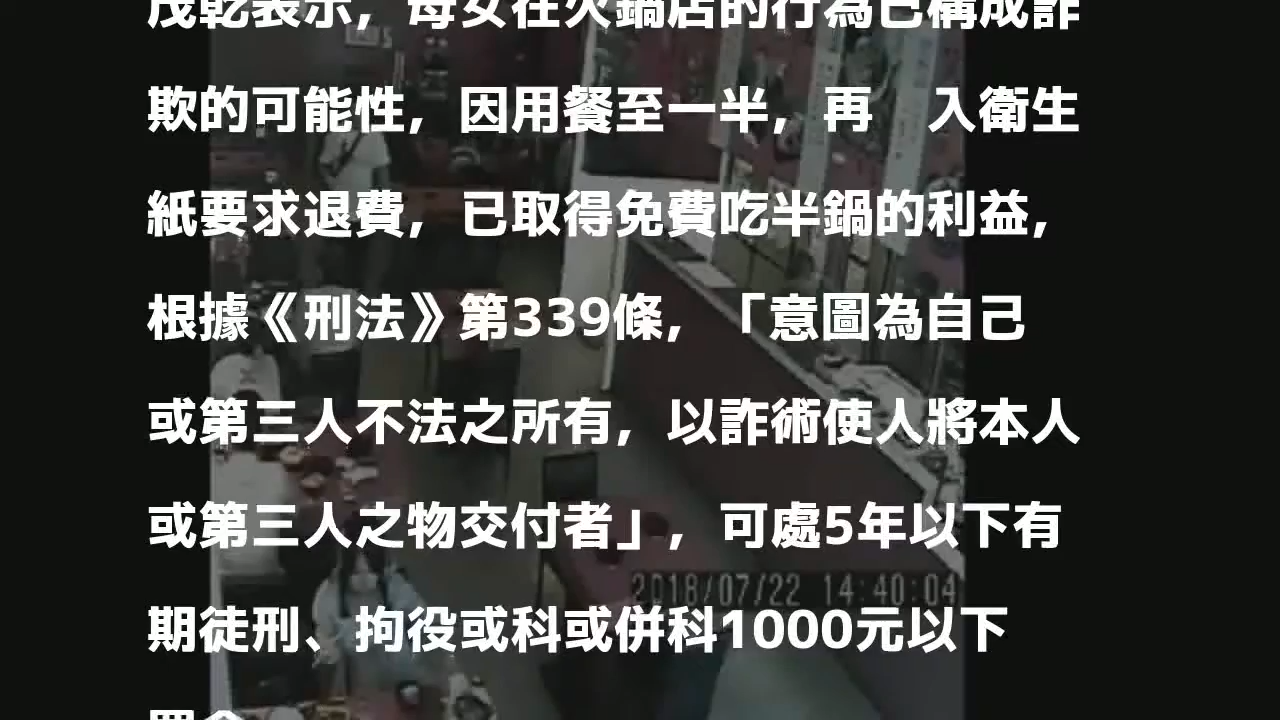 茂乾表示，母女在火鍋店的行為已構成詐
欺的可能性，因用餐至一半，再　入衛生
紙要求退費，已取得免費吃半鍋的利益，
根據《刑法》第339條，「意圖為自己
或第三人不法之所有，以詐術使人將本人
或第三人之物交付者」，可處5年以下有
2018/07/22 14:40:04
期徒刑、拘役或科或併科1000元以下